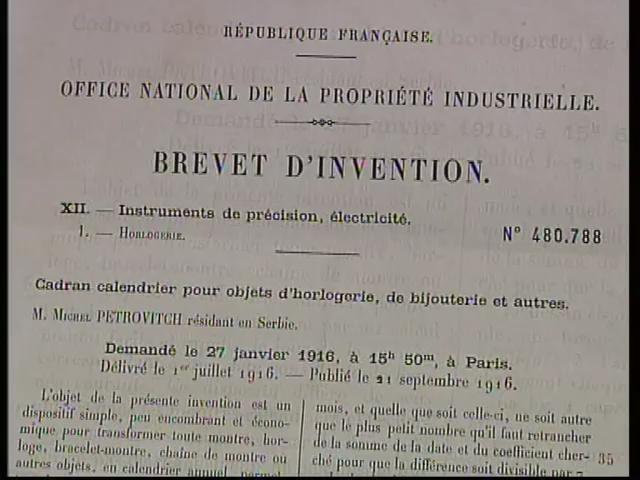 RÉPUBLIQUE FRANÇAISE.
OFFICE NATIONAL DE LA PROPRIÉTÉ INDUSTRIELLE.
BREVET D'INVENTION.
XII. — Instruments de précision, électricité.
1. — HORLOGERIE.
N° 480.788
Cadran calendrier pour objets d'horlogerie, de bijouterie et autres.
M. MICHEL PETROVITCH résidant en Serbie.
Demandé le 27 janvier 1916, à 15h 50m, à Paris.
Délivré le 1er juillet 1916. — Publié le 21 septembre 1916.
L'objet de la présente invention est un
dispositif simple, peu encombrant et écono-
mique pour transformer toute montre, hor-
loge, bracelet-montre, chaîne de montre ou
autres objets, en calendrier annuel
mois, et quelle que soit celle-ci, ne soit autre
que le plus petit nombre qu'il faut retrancher
de la somme de la date et du coefficient cher- 35
ché pour que la différence soit divisible par 7